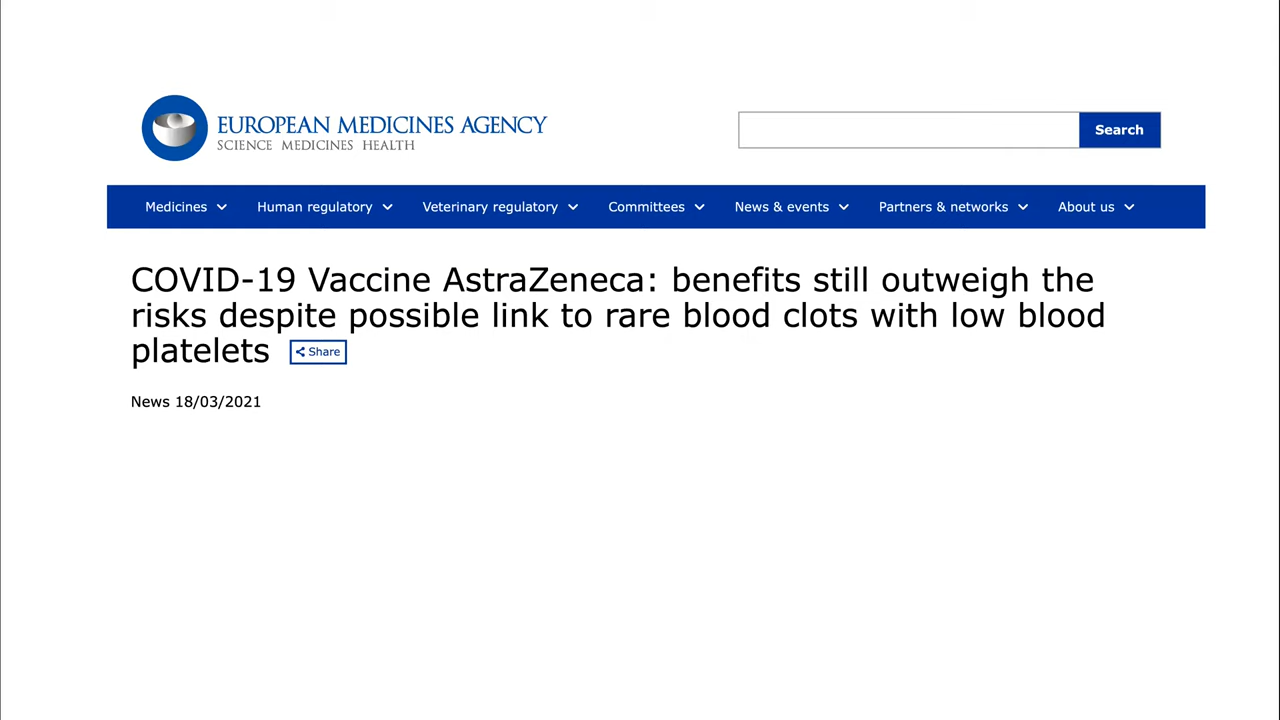 EUROPEAN MEDICINES AGENCY
SCIENCE MEDICINES HEALTH
Search
Medicines Human regulatory Veterinary regulatory Committees News & events Partners & networks About us
COVID-19 Vaccine AstraZeneca: benefits still outweigh the
risks despite possible link to rare blood clots with low blood
platelets Share
News 18/03/2021